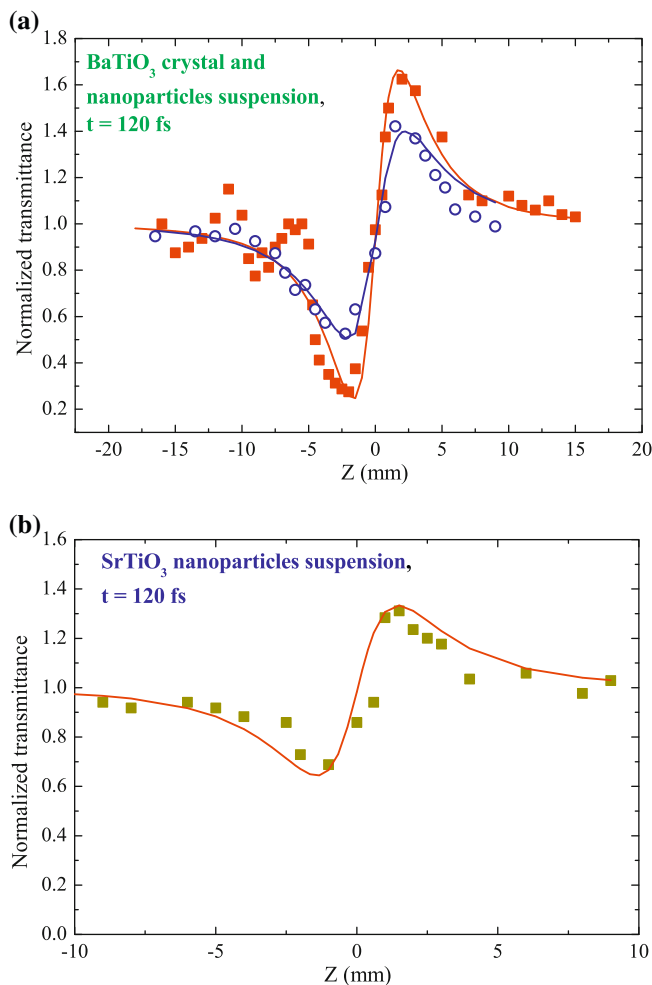 (a)
1.8
1.6
1.4
1.2
1.0
0.8
0.6
0.4
0.2
Normalized transmittance
BaTiO₃ crystal and
nanoparticles suspension,
t = 120 fs
-20 -15 -10 -5 0 5 10 15 20
Z (mm)
(b)
1.6
1.4
1.2
1.0
0.8
0.6
0.4
0.2
0.0
Normalized transmittance
SrTiO₃ nanoparticles suspension,
t = 120 fs
-10 -5 0 5 10
Z (mm)